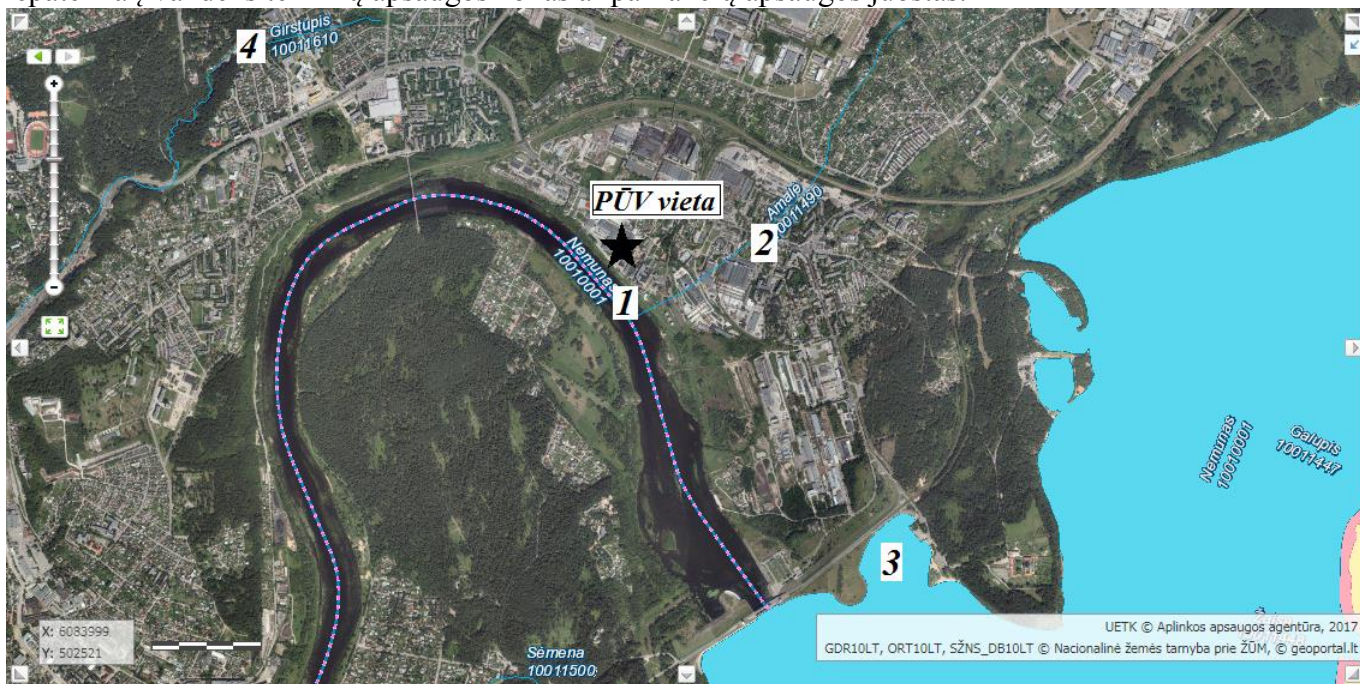 4
Girstupis
10011610
PŪV vieta
Amalė
10011490
2
Nemunas
10010001
1
Nemunas
10010001
Galupis
10011447
3
X: 6083999
Y: 502521
Sėmena
10011500
UETK © Aplinkos apsaugos agentūra, 2017
GDR10LT, ORT10LT, SŽNS_DB10LT © Nacionalinė žemės tarnyba prie ŽŪM, © geoportal.lt